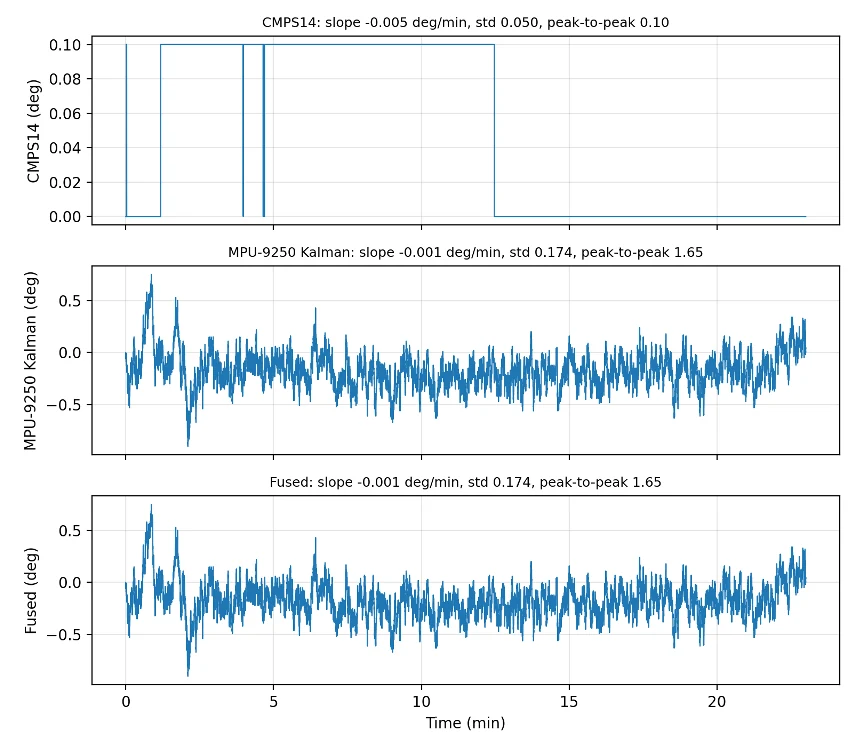 CMPS14: slope -0.005 deg/min, std 0.050, peak-to-peak 0.10
CMPS14 (deg)
0.10
0.08
0.06
0.04
0.02
0.00
MPU-9250 Kalman: slope -0.001 deg/min, std 0.174, peak-to-peak 1.65
MPU-9250 Kalman (deg)
0.5
0.0
−0.5
Fused: slope -0.001 deg/min, std 0.174, peak-to-peak 1.65
Fused (deg)
0.5
0.0
−0.5
0 5 10 15 20
Time (min)